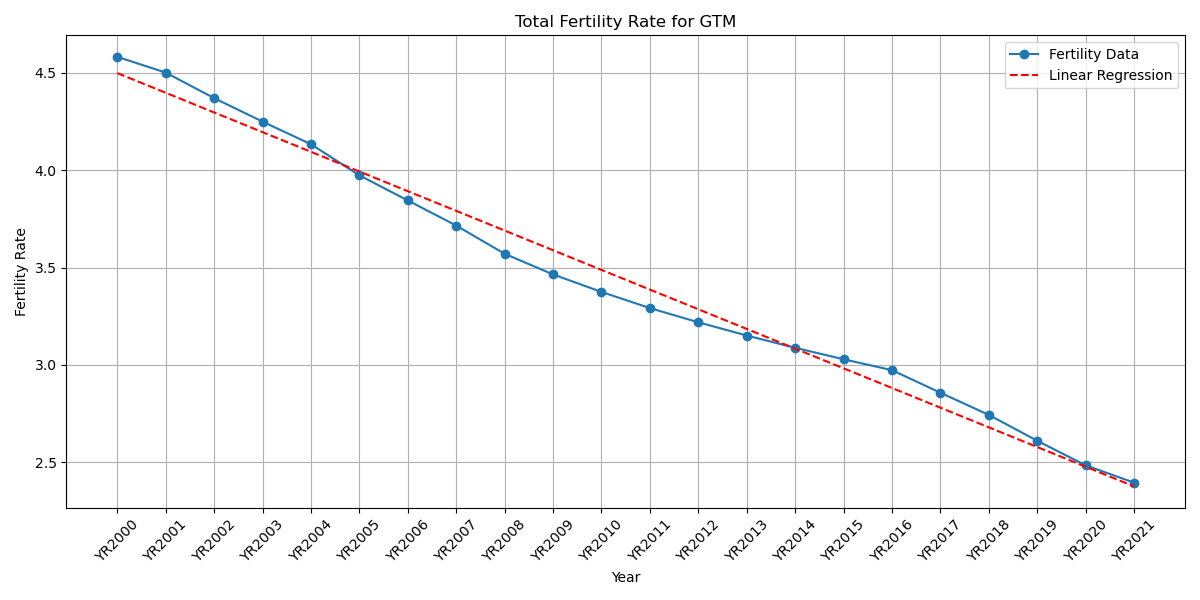 Total Fertility Rate for GTM
Fertility Data
Linear Regression
Fertility Rate
4.5
4.0
3.5
3.0
2.5
YR2000
YR2001
YR2002
YR2003
YR2004
YR2005
YR2006
YR2007
YR2008
YR2009
YR2010
YR2011
YR2012
YR2013
YR2014
YR2015
YR2016
YR2017
YR2018
YR2019
YR2020
YR2021
Year